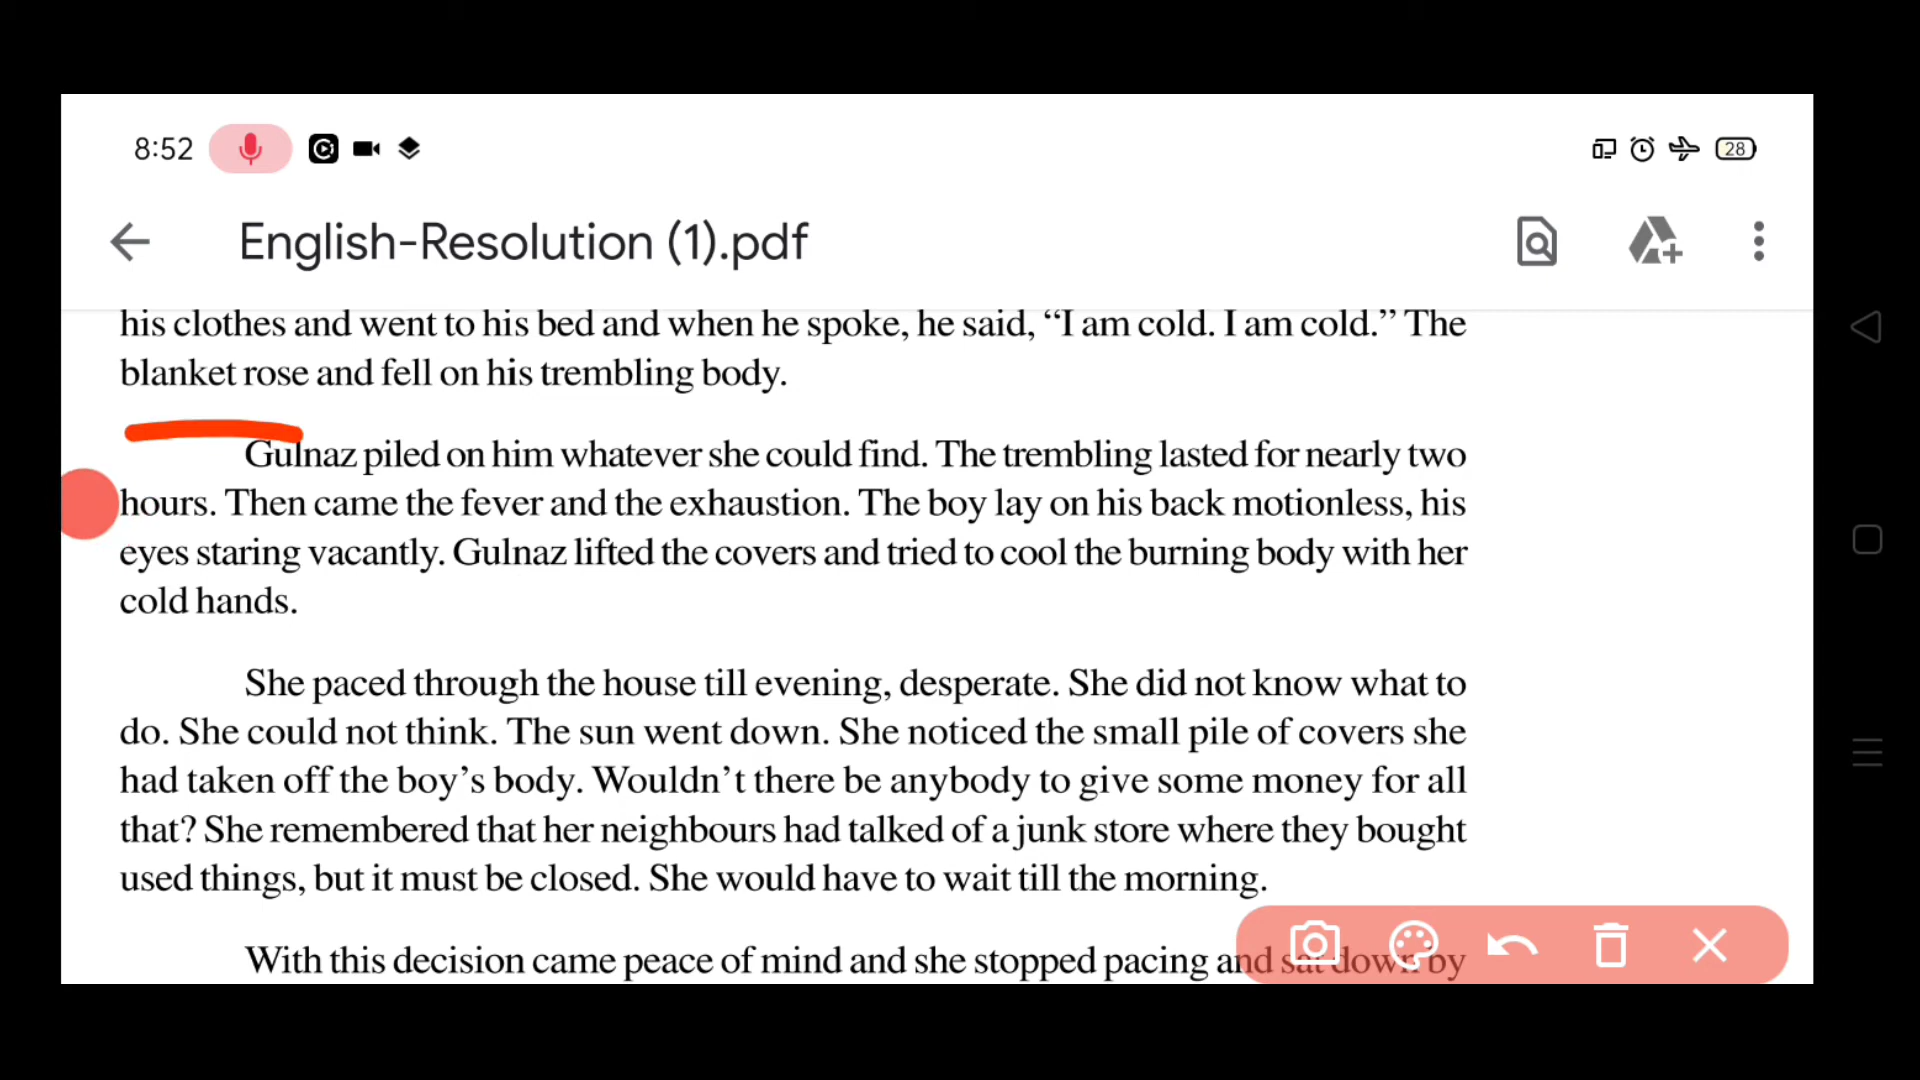 8:52
28
English-Resolution (1).pdf
his clothes and went to his bed and when he spoke, he said, “I am cold. I am cold.” The
blanket rose and fell on his trembling body.
Gulnaz piled on him whatever she could find. The trembling lasted for nearly two
hours. Then came the fever and the exhaustion. The boy lay on his back motionless, his
eyes staring vacantly. Gulnaz lifted the covers and tried to cool the burning body with her
cold hands.
She paced through the house till evening, desperate. She did not know what to
do. She could not think. The sun went down. She noticed the small pile of covers she
had taken off the boy’s body. Wouldn’t there be anybody to give some money for all
that? She remembered that her neighbours had talked of a junk store where they bought
used things, but it must be closed. She would have to wait till the morning.
With this decision came peace of mind and she stopped pacing and sat down by